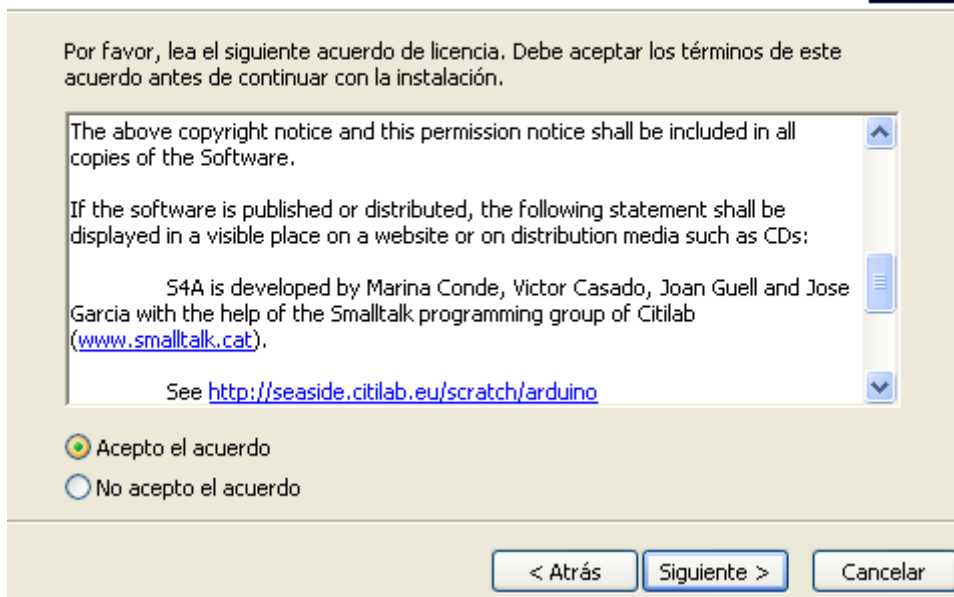 Por favor, lea el siguiente acuerdo de licencia. Debe aceptar los términos de este
acuerdo antes de continuar con la instalación.
The above copyright notice and this permission notice shall be included in all
copies of the Software.
If the software is published or distributed, the following statement shall be
displayed in a visible place on a website or on distribution media such as CDs:
S4A is developed by Marina Conde, Victor Casado, Joan Guell and Jose
Garcia with the help of the Smalltalk programming group of Citilab
(www.smalltalk.cat).
See http://seaside.citilab.eu/scratch/arduino
Acepto el acuerdo
No acepto el acuerdo
< Atrás Siguiente > Cancelar